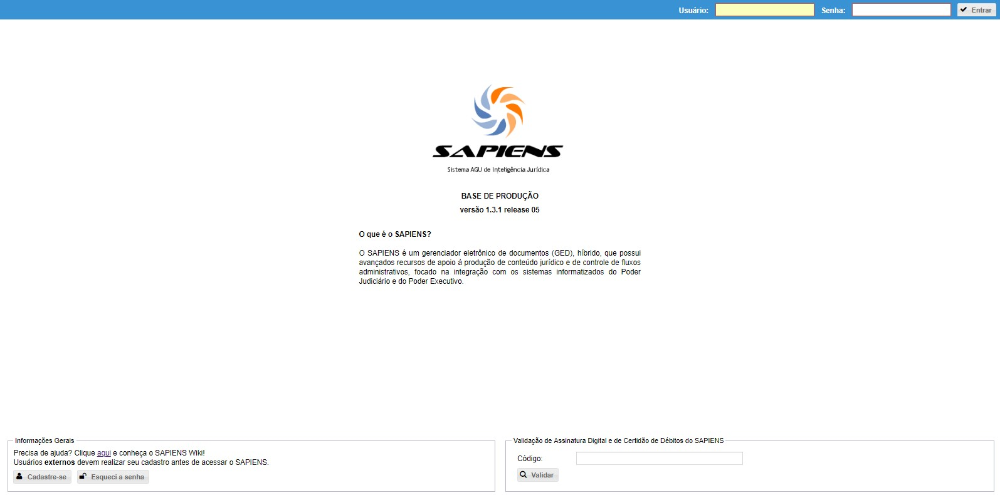 Usuário: Senha: Entrar
SAPIENS
Sistema AGU de Inteligência Jurídica
BASE DE PRODUÇÃO
versão 1.3.1 release 05
O que é o SAPIENS?
O SAPIENS é um gerenciador eletrônico de documentos (GED), híbrido, que possui
avançados recursos de apoio à produção de conteúdo jurídico e de controle de fluxos
administrativos, focado na integração com os sistemas informatizados do Poder
Judiciário e do Poder Executivo.
Informações Gerais
Precisa de ajuda? Clique aqui e conheça o SAPIENS Wiki!
Usuários externos devem realizar seu cadastro antes de acessar o SAPIENS.
Cadastre-se Esqueci a senha
Validação de Assinatura Digital e de Certidão de Débitos do SAPIENS
Código:
Validar